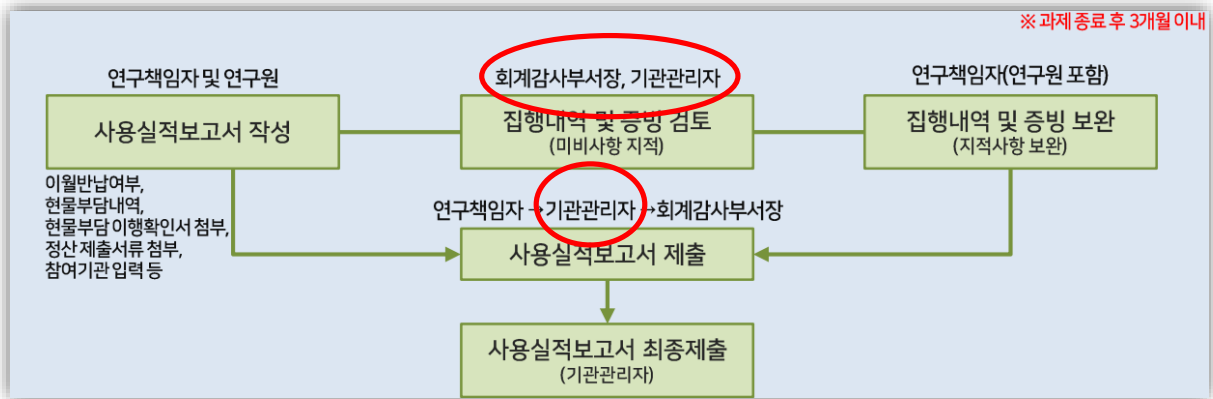 ※ 과제 종료 후 3개월 이내
연구책임자 및 연구원
사용실적보고서 작성
이월반납여부,
현물부담내역,
현물부담 이행확인서 첨부,
정산 제출서류 첨부,
참여기관 입력 등
회계감사부서장, 기관관리자
집행내역 및 증빙 검토
(미비사항 지적)
연구책임자(연구원 포함)
집행내역 및 증빙 보완
(지적사항 보완)
연구책임자→기관관리자→회계감사부서장
사용실적보고서 제출
사용실적보고서 최종제출
(기관관리자)